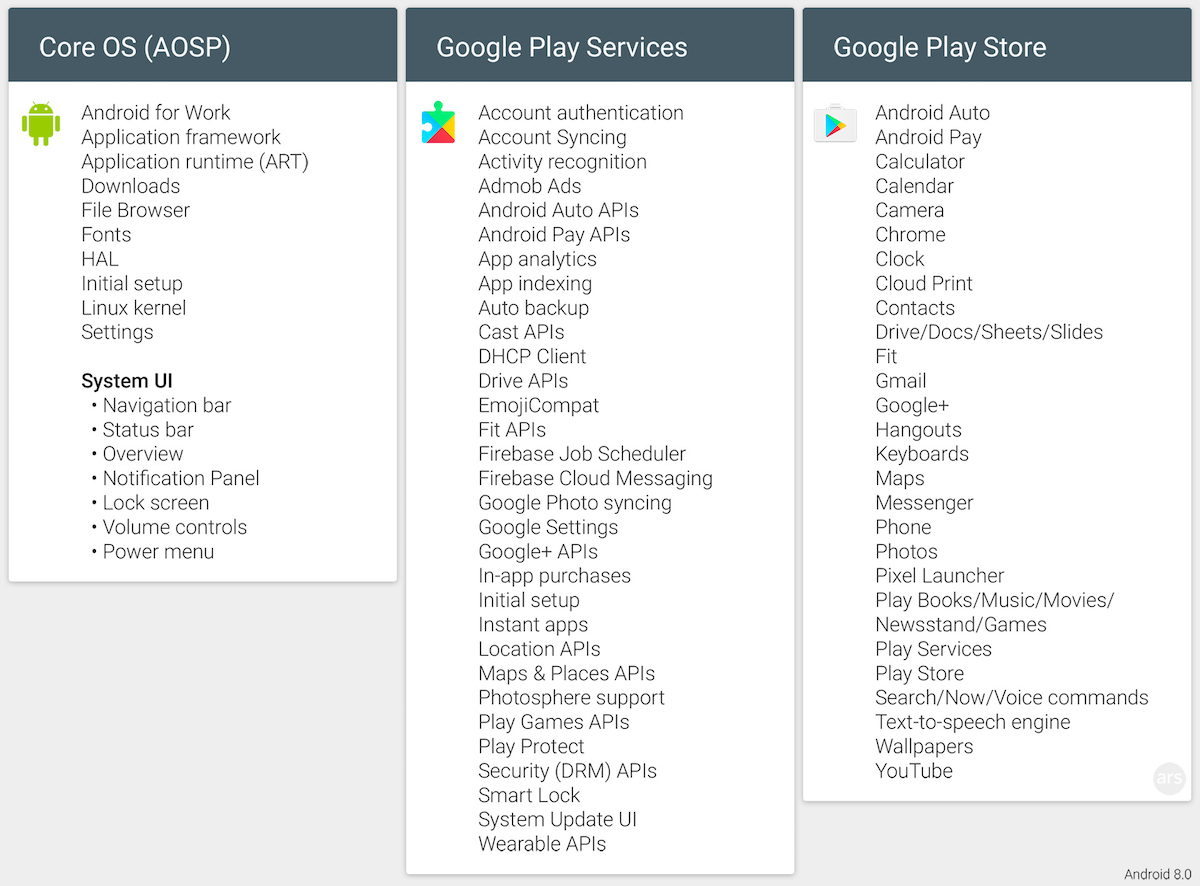 Core OS (AOSP)
Android for Work
Application framework
Application runtime (ART)
Downloads
File Browser
Fonts
HAL
Initial setup
Linux kernel
Settings
System UI
• Navigation bar
• Status bar
• Overview
• Notification Panel
• Lock screen
• Volume controls
• Power menu
Google Play Services
Account authentication
Account Syncing
Activity recognition
Admob Ads
Android Auto APIs
Android Pay APIs
App analytics
App indexing
Auto backup
Cast APIs
DHCP Client
Drive APIs
EmojiCompat
Fit APIs
Firebase Job Scheduler
Firebase Cloud Messaging
Google Photo syncing
Google Settings
Google+ APIs
In-app purchases
Initial setup
Instant apps
Location APIs
Maps & Places APIs
Photosphere support
Play Games APIs
Play Protect
Security (DRM) APIs
Smart Lock
System Update UI
Wearable APIs
Google Play Store
Android Auto
Android Pay
Calculator
Calendar
Camera
Chrome
Clock
Cloud Print
Contacts
Drive/Docs/Sheets/Slides
Fit
Gmail
Google+
Hangouts
Keyboards
Maps
Messenger
Phone
Photos
Pixel Launcher
Play Books/Music/Movies/
Newsstand/Games
Play Services
Play Store
Search/Now/Voice commands
Text-to-speech engine
Wallpapers
YouTube
ars
Android 8.0